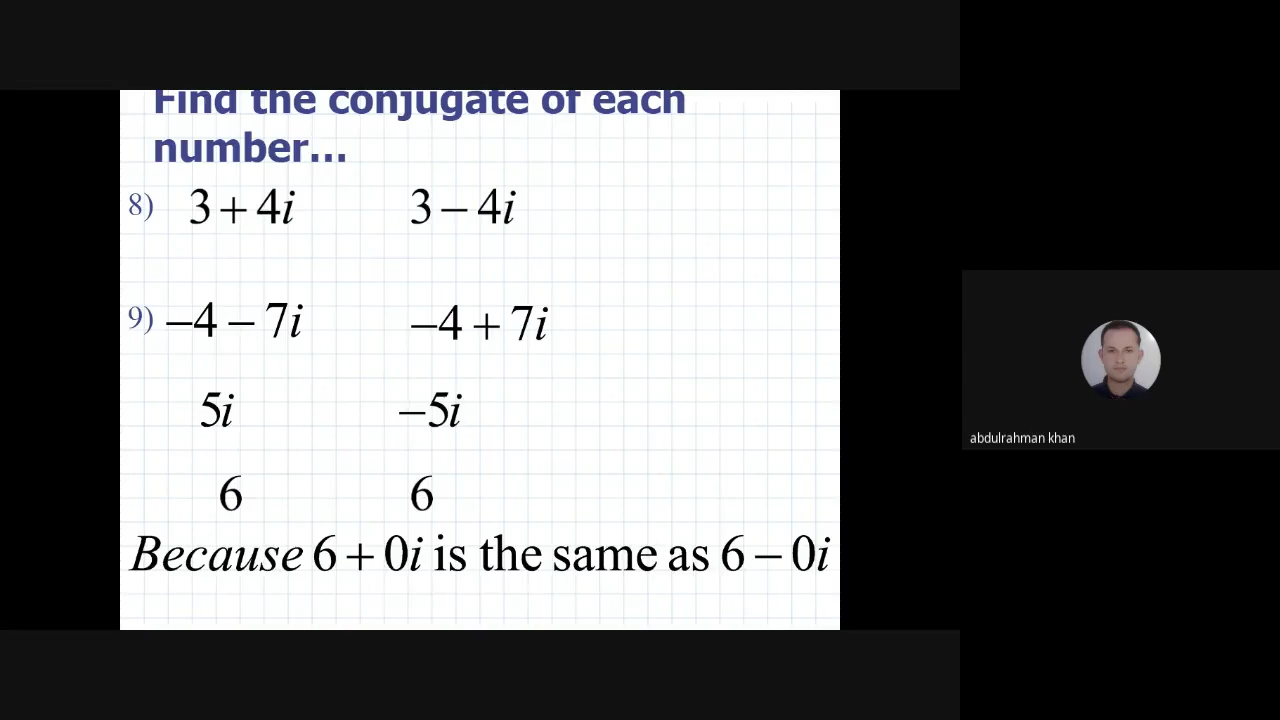 Find the conjugate of each
number...
8) 3 + 4i 3 − 4i
9) −4 − 7i −4 + 7i
5i −5i
6 6
Because 6 + 0i is the same as 6 − 0i
abdulrahman khan